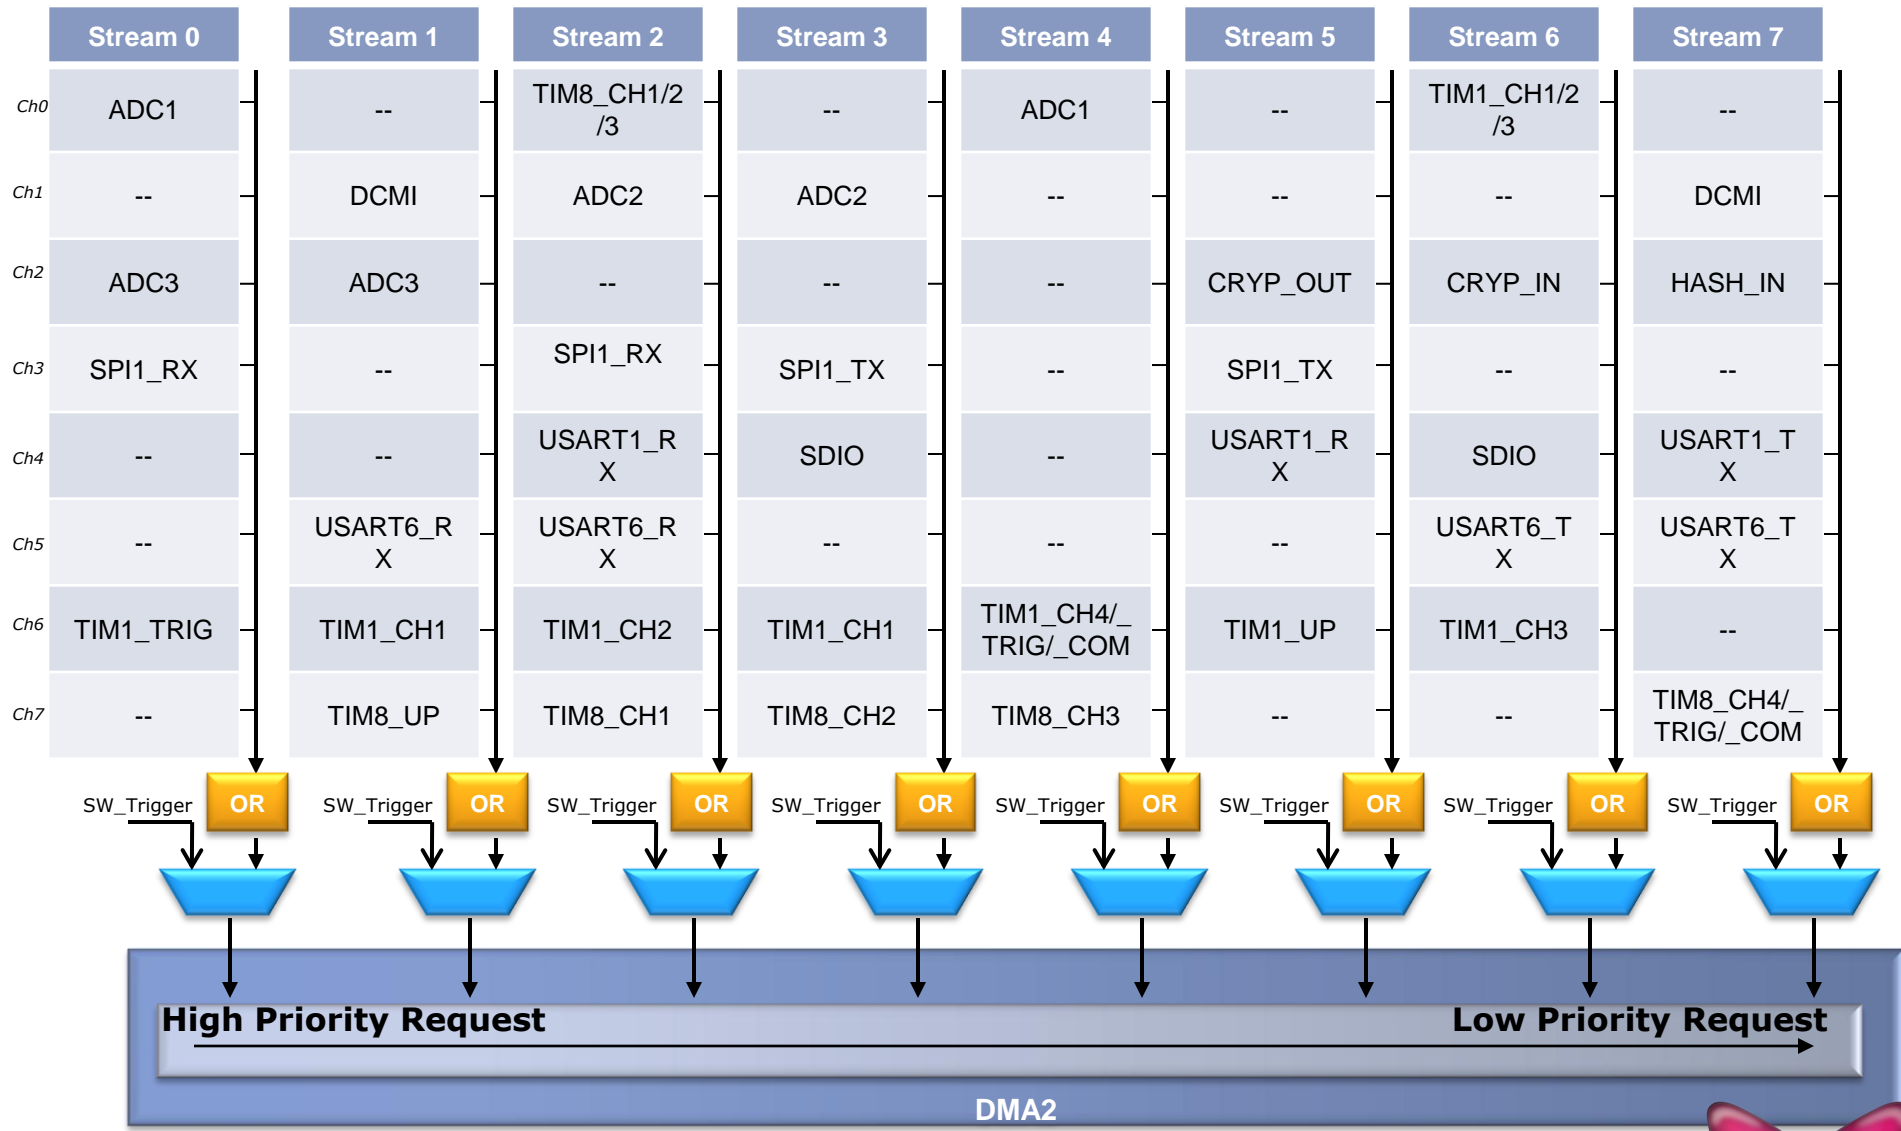 Stream 0 Stream 1 Stream 2 Stream 3 Stream 4 Stream 5 Stream 6 Stream 7
Ch0 ADC1 -- TIM8_CH1/2 -- ADC1 -- TIM1_CH1/2 --
/3 /3
Ch1 -- DCMI ADC2 ADC2 -- -- -- DCMI
Ch2 ADC3 ADC3 -- -- -- CRYP_OUT CRYP_IN HASH_IN
Ch3 SPI1_RX -- SPI1_RX SPI1_TX -- SPI1_TX -- --
Ch4 -- -- USART1_R SDIO -- USART1_R SDIO USART1_T
X X X
Ch5 -- USART6_R USART6_R -- -- -- USART6_T USART6_T
X X X X
Ch6 TIM1_TRIG TIM1_CH1 TIM1_CH2 TIM1_CH1 TIM1_CH4/_ TIM1_UP TIM1_CH3 --
TRIG/_COM
Ch7 -- TIM8_UP TIM8_CH1 TIM8_CH2 TIM8_CH3 -- -- TIM8_CH4/_
TRIG/_COM
SW_Trigger OR SW_Trigger OR SW_Trigger OR SW_Trigger OR SW_Trigger OR SW_Trigger OR SW_Trigger OR SW_Trigger OR
High Priority Request Low Priority Request
DMA2